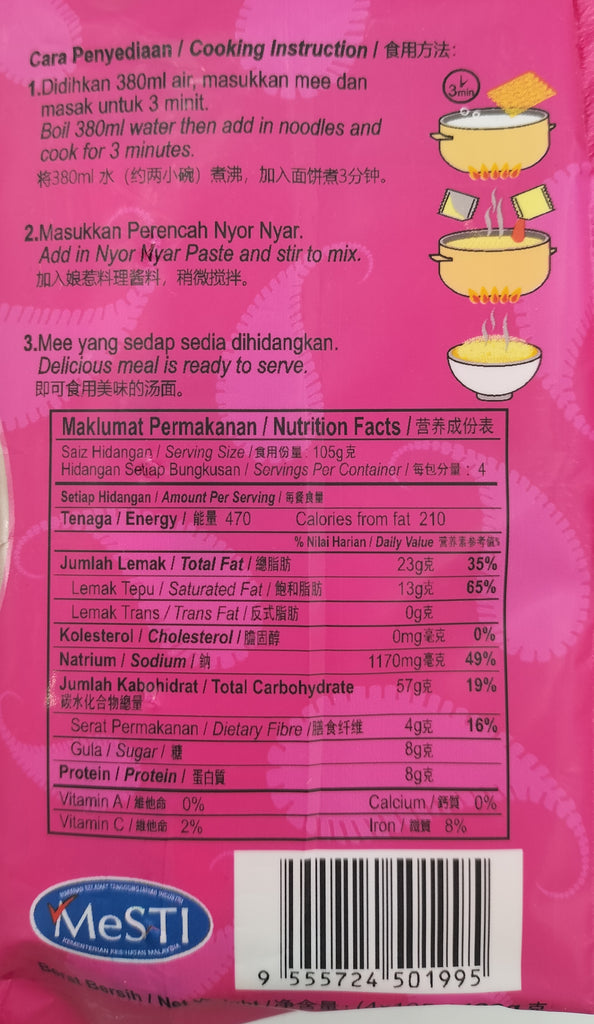 Cara Penyediaan / Cooking Instruction / 食用方法:
1.Didihkan 380ml air, masukkan mee dan
masak untuk 3 minit.
Boil 380ml water then add in noodles and
cook for 3 minutes.
将380ml 水（约两小碗）煮沸，加入面饼煮3分钟。
3min
2.Masukkan Perencah Nyor Nyar.
Add in Nyor Nyar Paste and stir to mix.
加入娘惹料理酱料，稍微搅拌。
3.Mee yang sedap sedia dihidangkan.
Delicious meal is ready to serve.
即可食用美味的汤面。
Maklumat Permakanan / Nutrition Facts / 营养成份表
Saiz Hidangan / Serving Size / 食用份量 : 105g克
Hidangan Setiap Bungkusan / Servings Per Container / 每包分量 : 4
Setiap Hidangan / Amount Per Serving / 每餐食量
Tenaga / Energy / 能量 470 Calories from fat 210
% Nilai Harian / Daily Value 营养素参考值%
Jumlah Lemak / Total Fat / 總脂肪 23g克 35%
Lemak Tepu / Saturated Fat / 飽和脂肪 13g克 65%
Lemak Trans / Trans Fat / 反式脂肪 0g克
Kolesterol / Cholesterol / 膽固醇 0mg毫克 0%
Natrium / Sodium / 鈉 1170mg毫克 49%
Jumlah Kabohidrat / Total Carbohydrate 57g克 19%
碳水化合物總量
Serat Permakanan / Dietary Fibre / 膳食纤维 4g克 16%
Gula / Sugar / 糖 8g克
Protein / Protein / 蛋白質 8g克
Vitamin A / 維他命 0% Calcium / 鈣質 0%
Vitamin C / 維他命 2% Iron / 鐵質 8%
MeSTI
KEMENTERIAN KESIHATAN MALAYSIA
9 555724 501995
Berat Bersih / Net